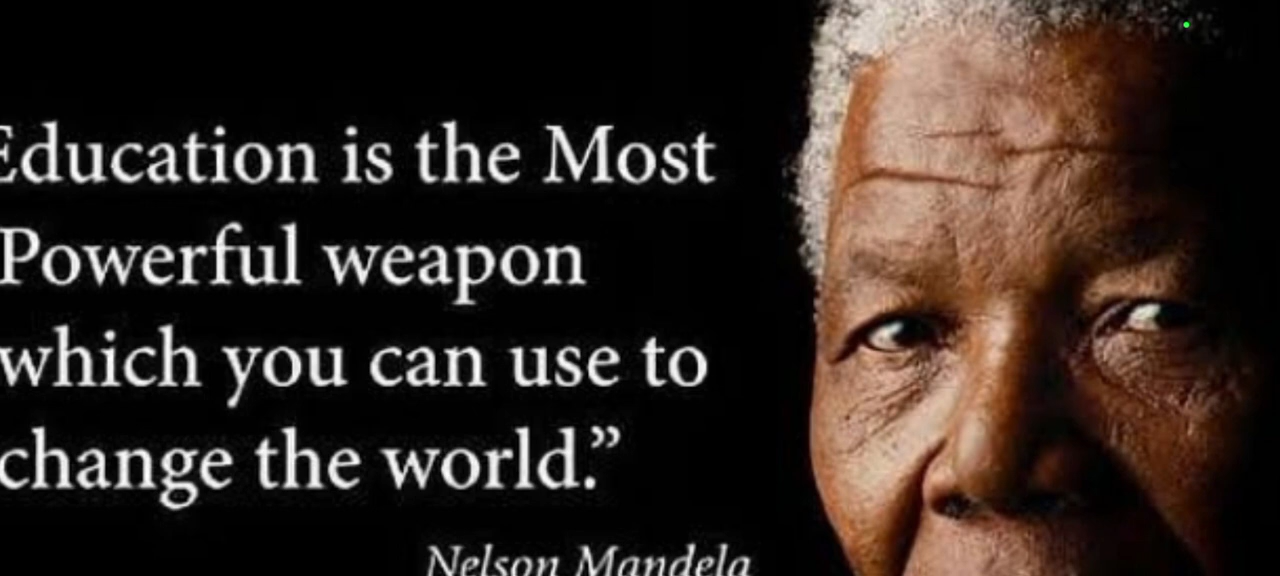 Education is the Most
Powerful weapon
which you can use to
change the world.”
Nelson Mandela